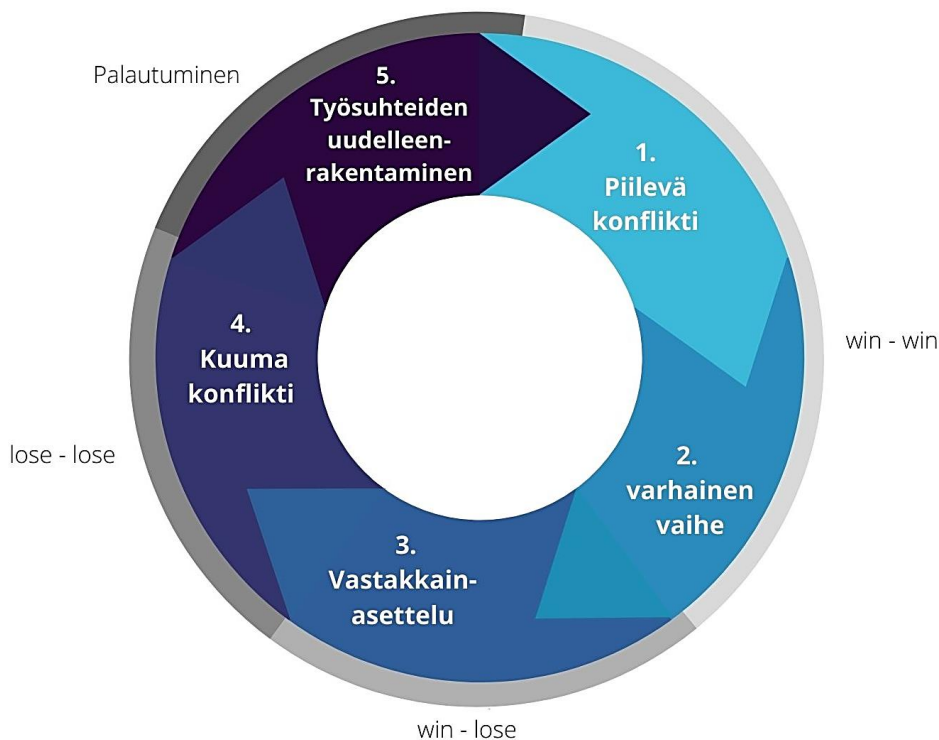 1.
Piilevä
konflikti
win - win
2.
varhainen
vaihe
3.
Vastakkain-
asettelu
win - lose
4.
Kuuma
konflikti
lose - lose
5.
Työsuhteiden
uudelleen-
rakentaminen
Palautuminen